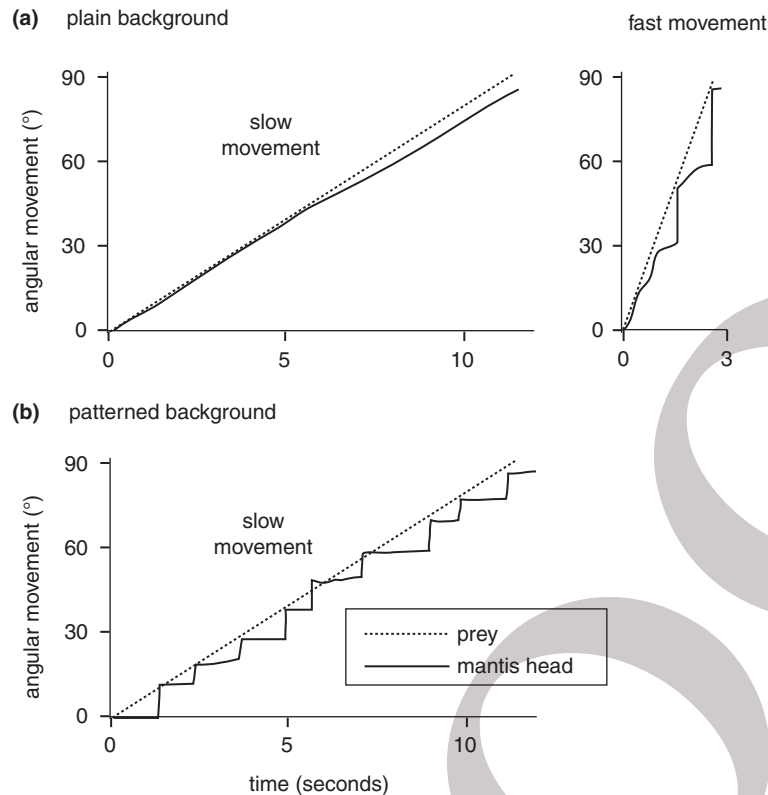 (a) plain background
fast movement
90
60
30
0
angular movement (°)
slow
movement
0
5
10
90
60
30
0
0
3
(b) patterned background
90
60
30
0
angular movement (°)
slow
movement
prey
mantis head
0
5
10
time (seconds)